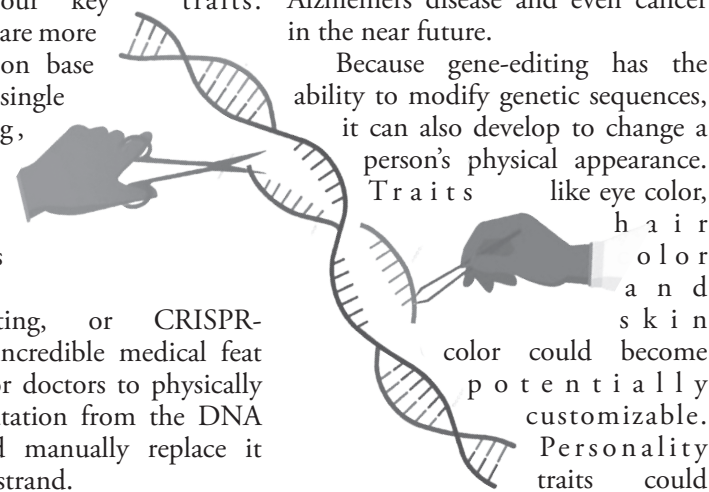 our key traits.
are more
on base
single
g,
s
ting, or CRISPR-
incredible medical feat
or doctors to physically
tation from the DNA
d manually replace it
strand.
Alzheimers disease and even cancer
in the near future.
Because gene-editing has the
ability to modify genetic sequences,
it can also develop to change a
person's physical appearance.
Traits like eye color,
hair
olor
and
skin
color could become
potentially
customizable.
Personality
traits could